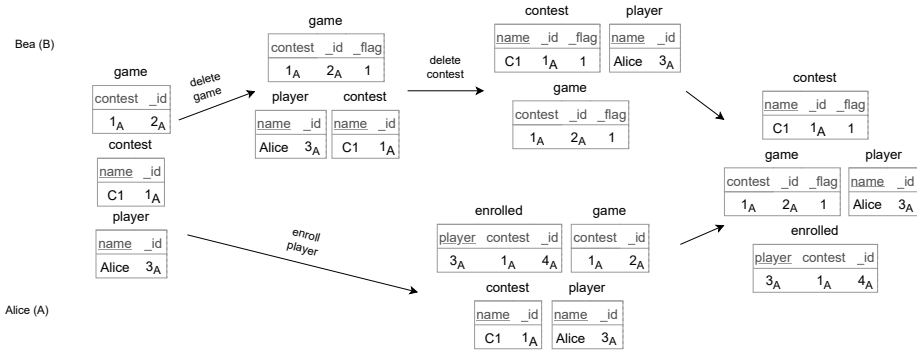 Bea (B)
game
contest _id
1A 2A
contest
name _id
C1 1A
player
name _id
Alice 3A
delete
game
game
contest _id _flag
1A 2A 1
player
name _id
Alice 3A
contest
name _id
C1 1A
delete
contest
contest
name _id _flag
C1 1A 1
player
name _id
Alice 3A
game
contest _id _flag
1A 2A 1
enroll
player
enrolled
player contest _id
3A 1A 4A
game
contest _id
1A 2A
contest
name _id
C1 1A
player
name _id
Alice 3A
contest
name _id _flag
C1 1A 1
game
contest _id _flag
1A 2A 1
player
name _id
Alice 3A
enrolled
player contest _id
3A 1A 4A
Alice (A)